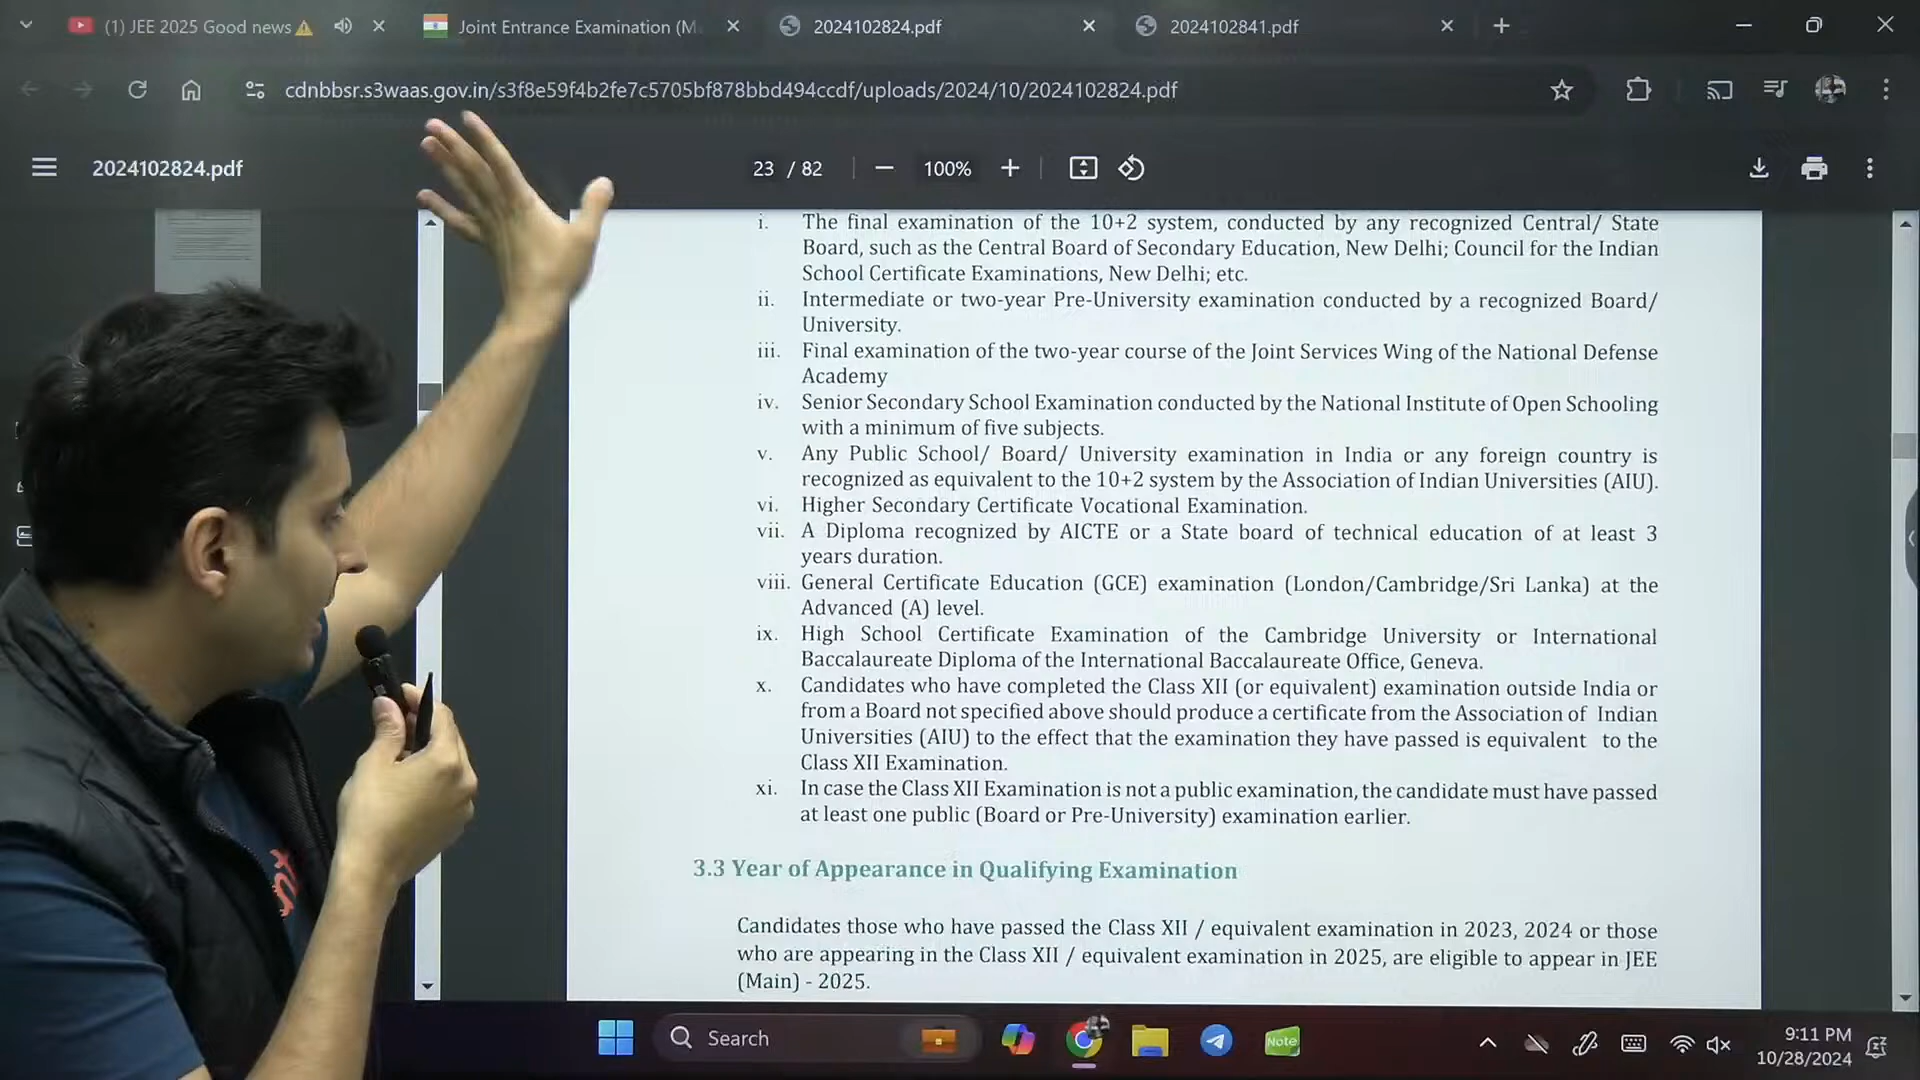 (1) JEE 2025 Good news
Joint Entrance Examination (M
2024102824.pdf
2024102841.pdf
cdnbbsr.s3waas.gov.in/s3f8e59f4b2fe7c5705bf878bbd494ccdf/uploads/2024/10/2024102824.pdf
2024102824.pdf
23 / 82
100%
i. The final examination of the 10+2 system, conducted by any recognized Central/ State
Board, such as the Central Board of Secondary Education, New Delhi; Council for the Indian
School Certificate Examinations, New Delhi; etc.
ii. Intermediate or two-year Pre-University examination conducted by a recognized Board/
University.
iii. Final examination of the two-year course of the Joint Services Wing of the National Defense
Academy
iv. Senior Secondary School Examination conducted by the National Institute of Open Schooling
with a minimum of five subjects.
v. Any Public School/ Board/ University examination in India or any foreign country is
recognized as equivalent to the 10+2 system by the Association of Indian Universities (AIU).
vi. Higher Secondary Certificate Vocational Examination.
vii. A Diploma recognized by AICTE or a State board of technical education of at least 3
years duration.
viii. General Certificate Education (GCE) examination (London/Cambridge/Sri Lanka) at the
Advanced (A) level.
ix. High School Certificate Examination of the Cambridge University or International
Baccalaureate Diploma of the International Baccalaureate Office, Geneva.
x. Candidates who have completed the Class XII (or equivalent) examination outside India or
from a Board not specified above should produce a certificate from the Association of Indian
Universities (AIU) to the effect that the examination they have passed is equivalent to the
Class XII Examination.
xi. In case the Class XII Examination is not a public examination, the candidate must have passed
at least one public (Board or Pre-University) examination earlier.
3.3 Year of Appearance in Qualifying Examination
Candidates those who have passed the Class XII / equivalent examination in 2023, 2024 or those
who are appearing in the Class XII / equivalent examination in 2025, are eligible to appear in JEE
(Main) - 2025.
Search
Note
9:11 PM
10/28/2024